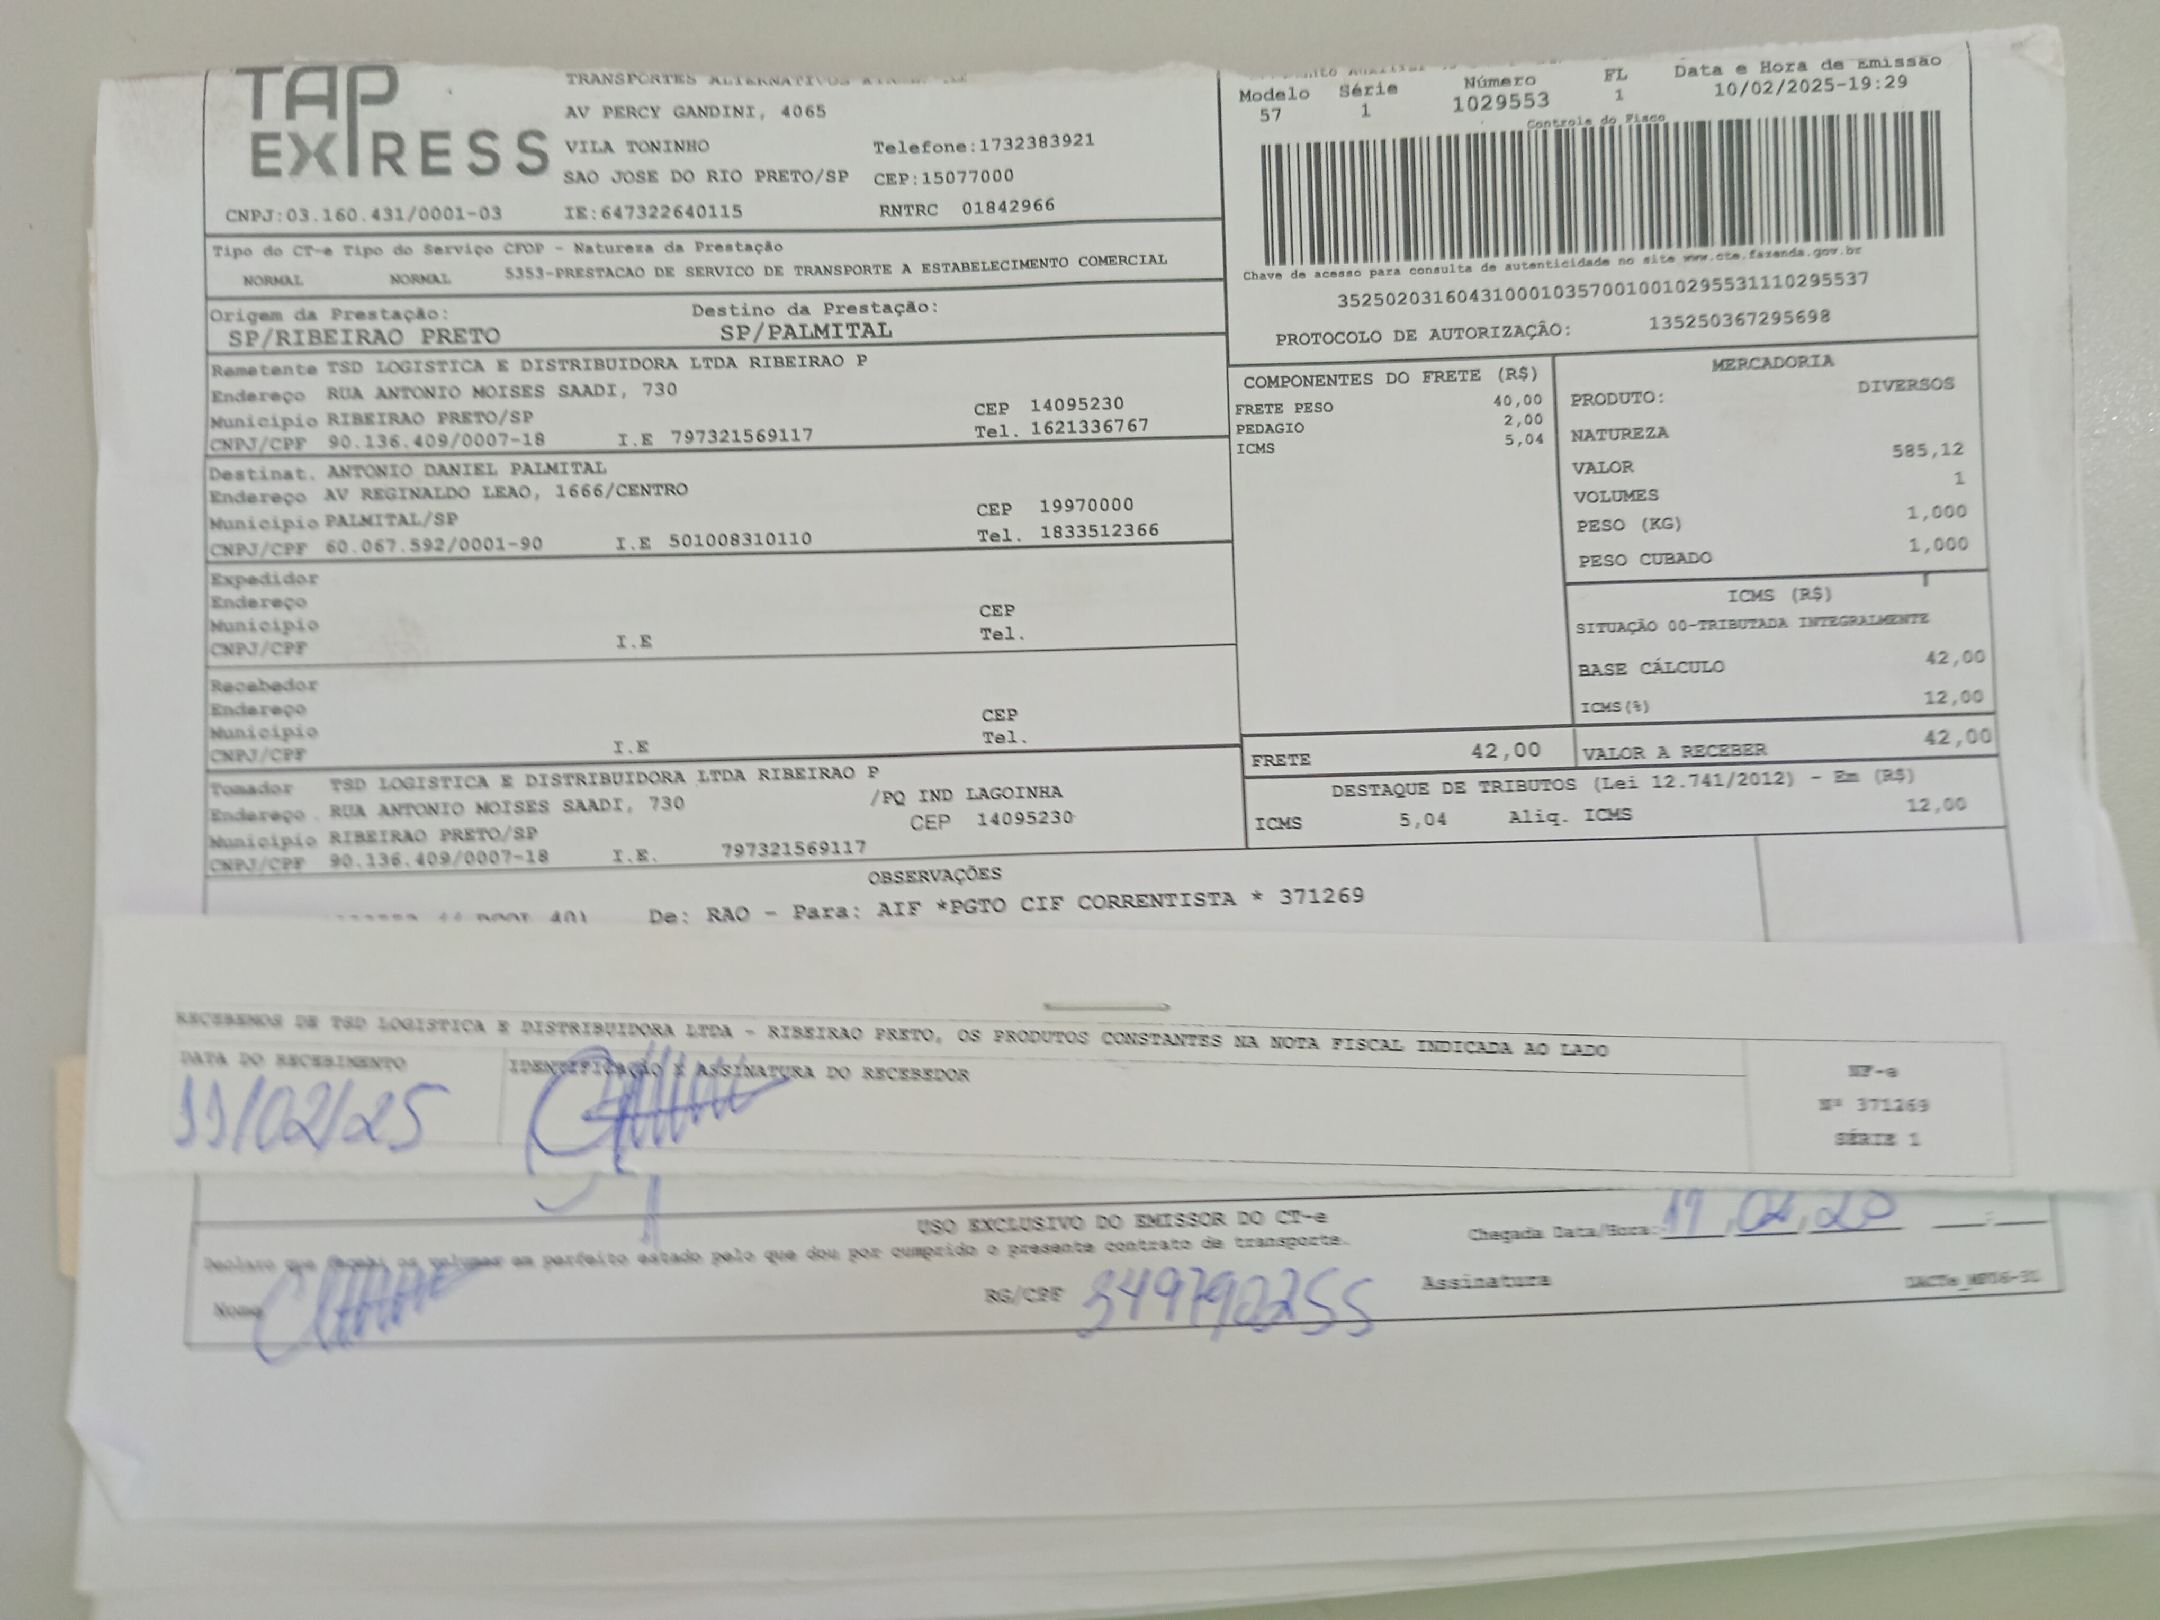 TAP
EXPRESS
TRANSPORTES ALTERNATIVOS
AV PERCY GANDINI, 4065
VILA TONINHO Telefone:1732383921
SAO JOSE DO RIO PRETO/SP CEP:15077000
CNPJ:03.160.431/0001-03 IE:647322640115 RNTRC 01842966
Modelo Série Número FL Data e Hora de Emissão
57 1 1029553 1 10/02/2025-19:29
Controle do Fisco
Chave de acesso para consulta de autenticidade no site www.cte.fazenda.gov.br
35250203160431000103570010010295531110295537
PROTOCOLO DE AUTORIZAÇÃO: 135250367295698
Tipo do CT-e Tipo do Serviço CFOP - Natureza da Prestação
NORMAL NORMAL 5353-PRESTACAO DE SERVICO DE TRANSPORTE A ESTABELECIMENTO COMERCIAL
Origem da Prestação: Destino da Prestação:
SP/RIBEIRAO PRETO SP/PALMITAL
Remetente TSD LOGISTICA E DISTRIBUIDORA LTDA RIBEIRAO P
Endereço RUA ANTONIO MOISES SAADI, 730
Municipio RIBEIRAO PRETO/SP CEP 14095230
CNPJ/CPF 90.136.409/0007-18 I.E 797321569117 Tel. 1621336767
Destinat. ANTONIO DANIEL PALMITAL
Endereço AV REGINALDO LEAO, 1666/CENTRO
Municipio PALMITAL/SP CEP 19970000
CNPJ/CPF 60.067.592/0001-90 I.E 501008310110 Tel. 1833512366
Expedidor
Endereço
Municipio CEP
CNPJ/CPF I.E Tel.
Recebedor
Endereço
Municipio CEP
CNPJ/CPF I.E Tel.
Tomador TSD LOGISTICA E DISTRIBUIDORA LTDA RIBEIRAO P
Endereço RUA ANTONIO MOISES SAADI, 730 /PQ IND LAGOINHA
Municipio RIBEIRAO PRETO/SP CEP 14095230
CNPJ/CPF 90.136.409/0007-18 I.E. 797321569117
COMPONENTES DO FRETE (R$)
FRETE PESO 40,00
PEDAGIO 2,00
ICMS 5,04
MERCADORIA
PRODUTO: DIVERSOS
NATUREZA
VALOR 585,12
VOLUMES 1
PESO (KG) 1,000
PESO CUBADO 1,000
ICMS (R$)
SITUAÇÃO 00-TRIBUTADA INTEGRALMENTE
BASE CÁLCULO 42,00
ICMS(%) 12,00
FRETE 42,00 VALOR A RECEBER 42,00
DESTAQUE DE TRIBUTOS (Lei 12.741/2012) - Em (R$)
ICMS 5,04 Aliq. ICMS 12,00
OBSERVAÇÕES
De: RAO - Para: AIF *PGTO CIF CORRENTISTA * 371269
RECEBEMOS DE TSD LOGISTICA E DISTRIBUIDORA LTDA - RIBEIRAO PRETO, OS PRODUTOS CONSTANTES NA NOTA FISCAL INDICADA AO LADO
DATA DO RECEBIMENTO IDENTIFICAÇÃO E ASSINATURA DO RECEBEDOR
11/02/25
NF-e
Nº 371269
SÉRIE 1
USO EXCLUSIVO DO EMISSOR DO CT-e
Declaro que recebi os volumes em perfeito estado pelo que dou por cumprido o presente contrato de transporte.
Chegada Data/Hora:
Nome RG/CPF 349790255 Assinatura